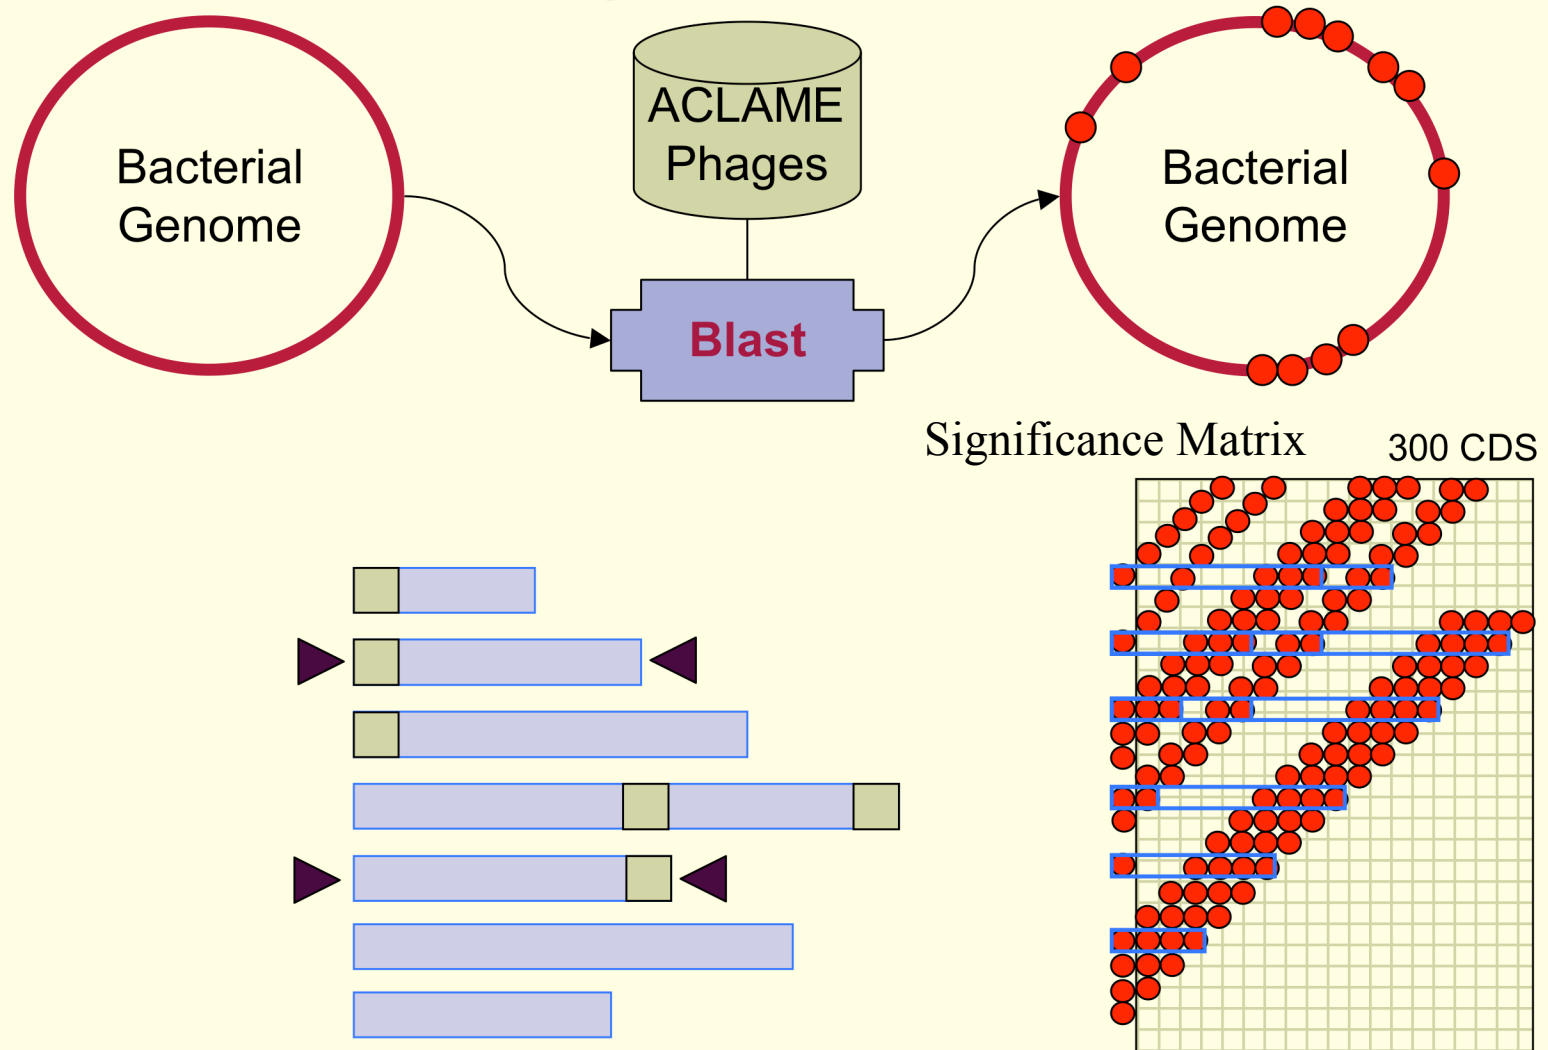 Bacterial
Genome
ACLAME
Phages
Bacterial
Genome
Blast
Significance Matrix
300 CDS